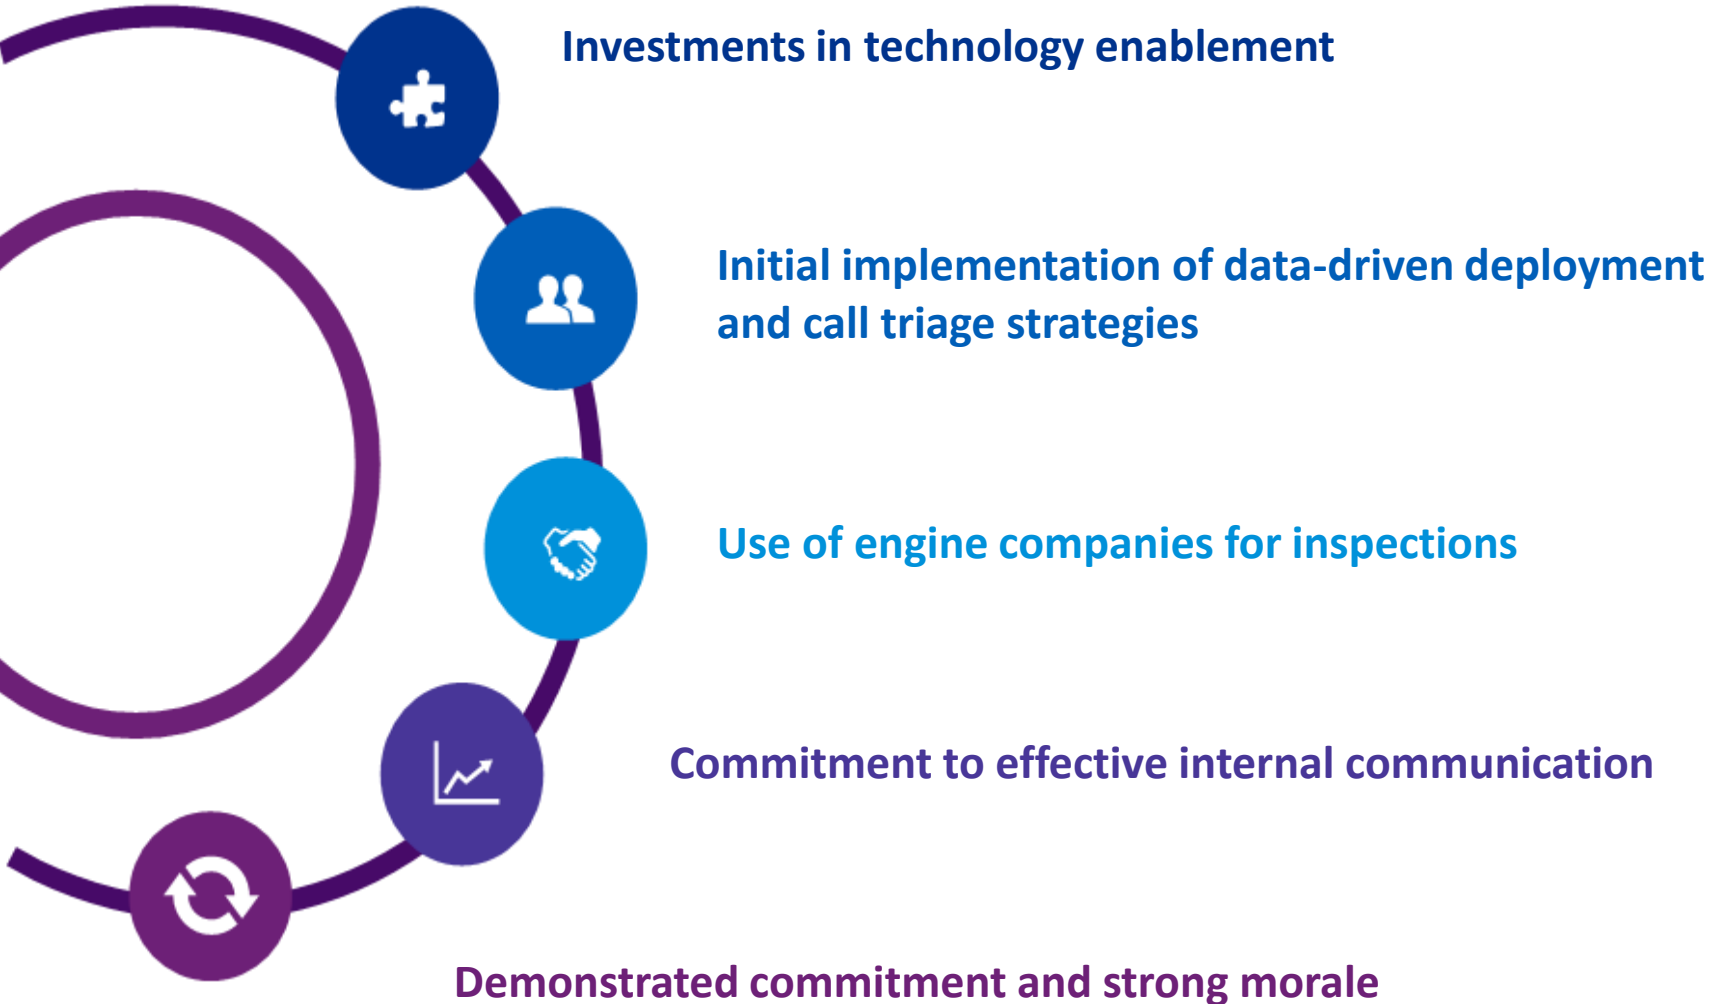 Investments in technology enablement
Initial implementation of data-driven deployment
and call triage strategies
Use of engine companies for inspections
Commitment to effective internal communication
Demonstrated commitment and strong morale